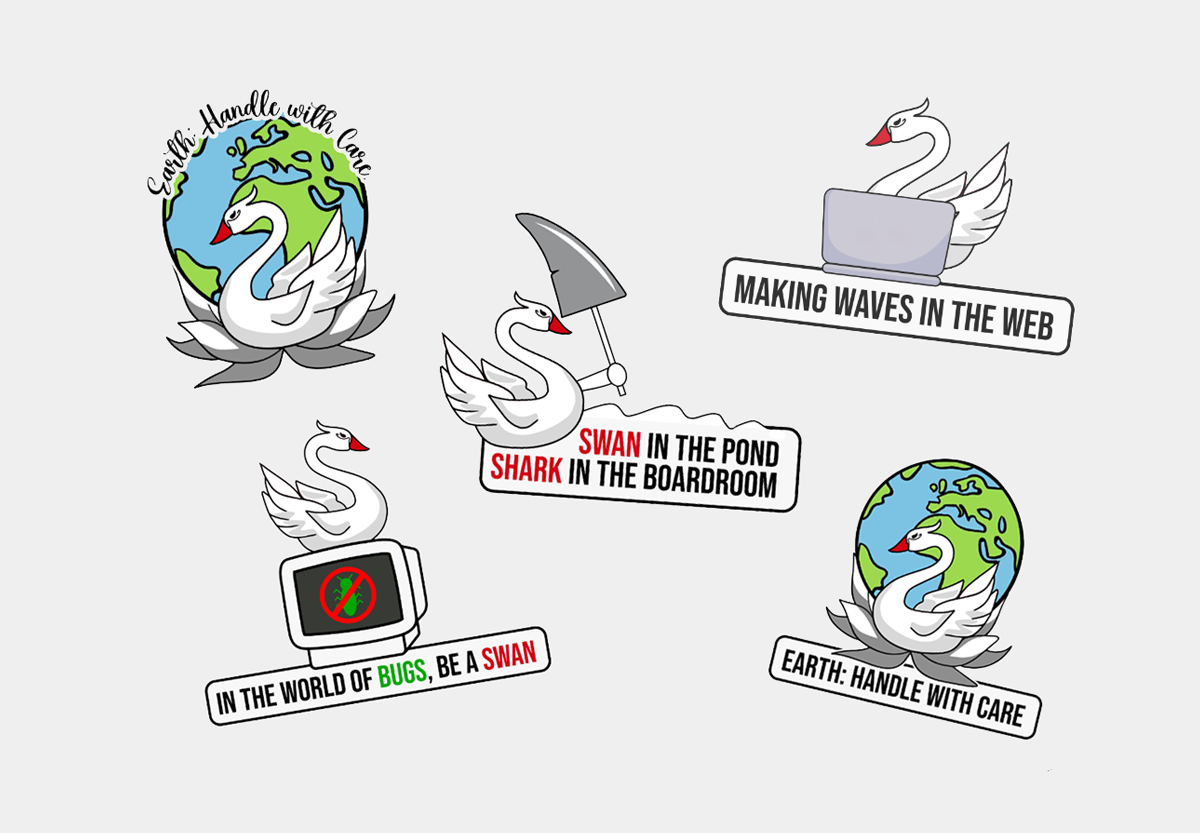 Earth: Handle with Care.
MAKING WAVES IN THE WEB
SWAN IN THE POND
SHARK IN THE BOARDROOM
IN THE WORLD OF BUGS, BE A SWAN
EARTH: HANDLE WITH CARE